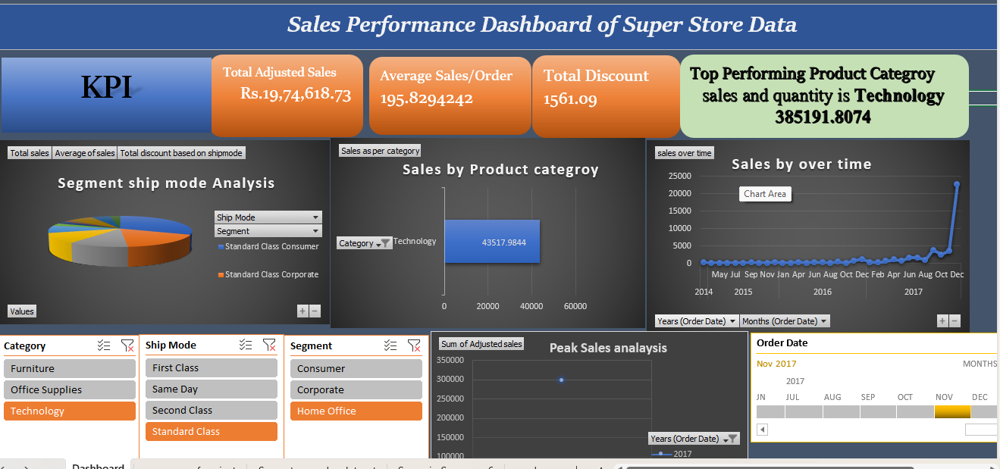 Sales Performance Dashboard of Super Store Data
KPI
Total Adjusted Sales
Rs.19,74,618.73
Average Sales/Order
195.8294242
Total Discount
1561.09
Top Performing Product Categroy
sales and quantity is Technology
385191.8074
Total sales
Average of sales
Total discount based on shipmode
Segment ship mode Analysis
Ship Mode
Segment
Standard Class Consumer
Standard Class Corporate
Values
+ −
Sales as per category
Sales by Product categroy
Category
Technology
43517.9844
0 20000 40000 60000
sales over time
Sales by over time
Chart Area
25000
20000
15000
10000
5000
0
May Jul Sep Nov Jan Apr Jun Aug Oct Dec Feb Apr Jun Aug Oct Dec
2014 2015 2016 2017
Years (Order Date)
Months (Order Date)
+ −
Category
Furniture
Office Supplies
Technology
Ship Mode
First Class
Same Day
Second Class
Standard Class
Segment
Consumer
Corporate
Home Office
Sum of Adjusted sales
Peak Sales analaysis
350000
300000
250000
200000
150000
100000
Years (Order Date)
2017
Order Date
Nov 2017
MONTHS
2017
JN JUL AUG SEP OCT NOV DEC
Dashboard